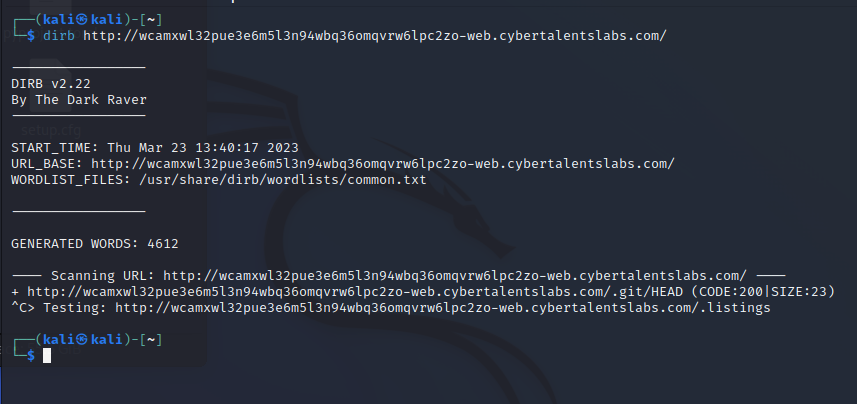 ┌──(kali㉿kali)-[~]
└─$ dirb http://wcamxwl32pue3e6m5l3n94wbq36omqvrw6lpc2zo-web.cybertalentslabs.com/
-----------------
DIRB v2.22
By The Dark Raver
-----------------
START_TIME: Thu Mar 23 13:40:17 2023
URL_BASE: http://wcamxwl32pue3e6m5l3n94wbq36omqvrw6lpc2zo-web.cybertalentslabs.com/
WORDLIST_FILES: /usr/share/dirb/wordlists/common.txt
-----------------
GENERATED WORDS: 4612
---- Scanning URL: http://wcamxwl32pue3e6m5l3n94wbq36omqvrw6lpc2zo-web.cybertalentslabs.com/ ----
+ http://wcamxwl32pue3e6m5l3n94wbq36omqvrw6lpc2zo-web.cybertalentslabs.com/.git/HEAD (CODE:200|SIZE:23)
^C> Testing: http://wcamxwl32pue3e6m5l3n94wbq36omqvrw6lpc2zo-web.cybertalentslabs.com/.listings
┌──(kali㉿kali)-[~]
└─$
setup.cfg